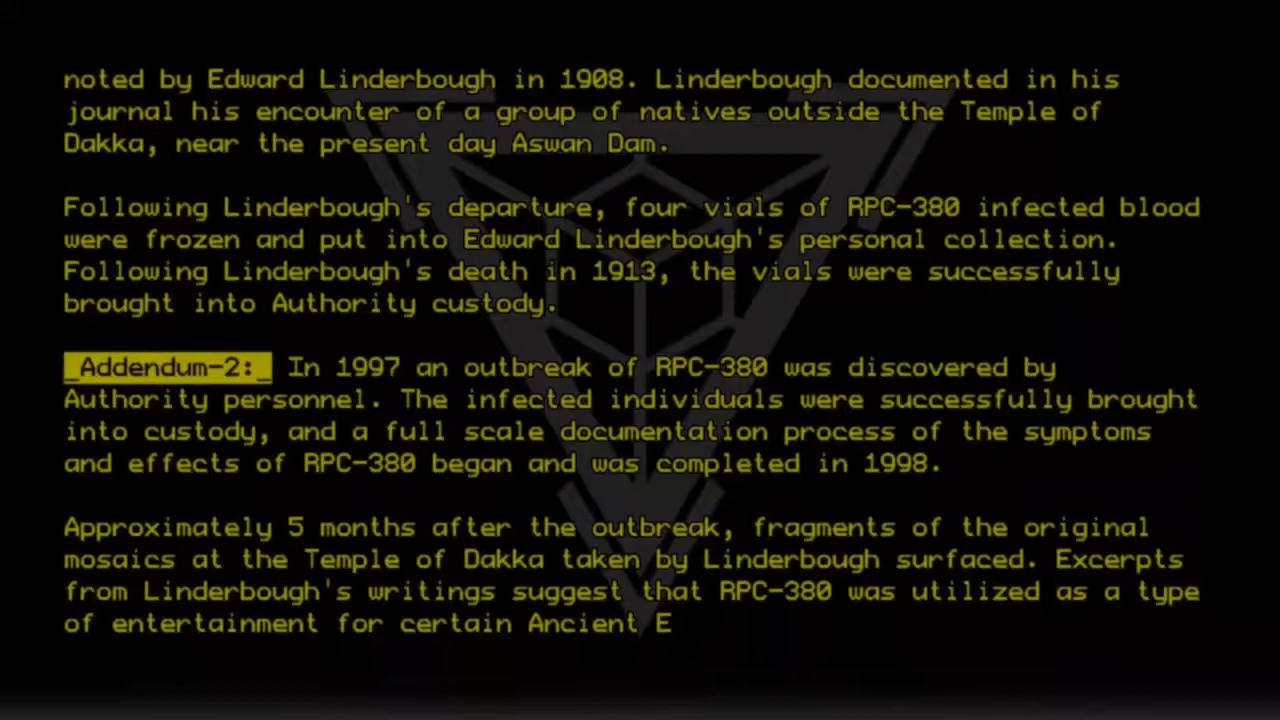 noted by Edward Linderbough in 1908. Linderbough documented in his
journal his encounter of a group of natives outside the Temple of
Dakka, near the present day Aswan Dam.
Following Linderbough's departure, four vials of RPC-380 infected blood
were frozen and put into Edward Linderbough's personal collection.
Following Linderbough's death in 1913, the vials were successfully
brought into Authority custody.
_Addendum-2:_ In 1997 an outbreak of RPC-380 was discovered by
Authority personnel. The infected individuals were successfully brought
into custody, and a full scale documentation process of the symptoms
and effects of RPC-380 began and was completed in 1998.
Approximately 5 months after the outbreak, fragments of the original
mosaics at the Temple of Dakka taken by Linderbough surfaced. Excerpts
from Linderbough's writings suggest that RPC-380 was utilized as a type
of entertainment for certain Ancient E